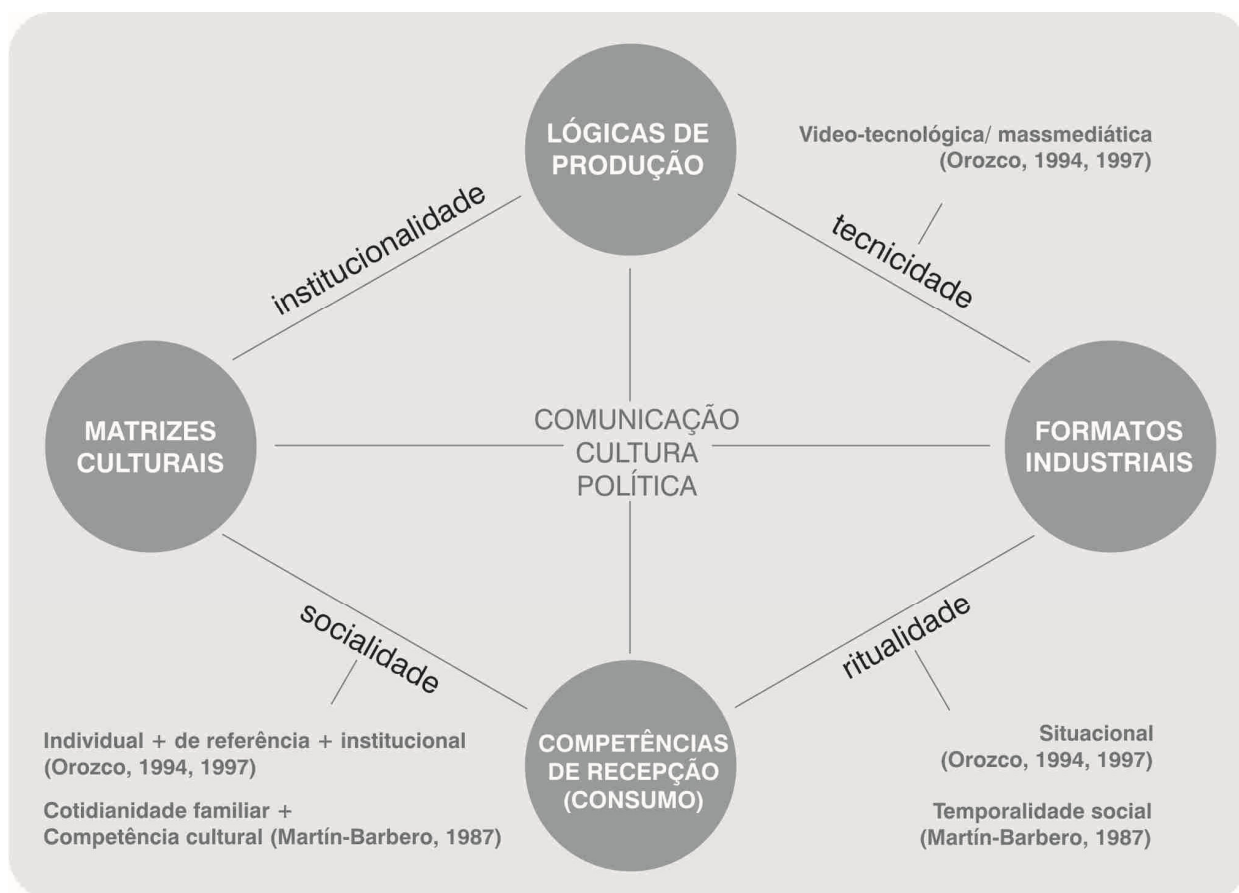 LÓGICAS DE
PRODUÇÃO
Video-tecnológica/ massmediática
(Orozco, 1994, 1997)
institucionalidade
tecnicidade
MATRIZES
CULTURAIS
COMUNICAÇÃO
CULTURA
POLÍTICA
FORMATOS
INDUSTRIAIS
socialidade
ritualidade
Individual + de referência + institucional
(Orozco, 1994, 1997)
Cotidianidade familiar +
Competência cultural (Martín-Barbero, 1987)
COMPETÊNCIAS
DE RECEPÇÃO
(CONSUMO)
Situacional
(Orozco, 1994, 1997)
Temporalidade social
(Martín-Barbero, 1987)